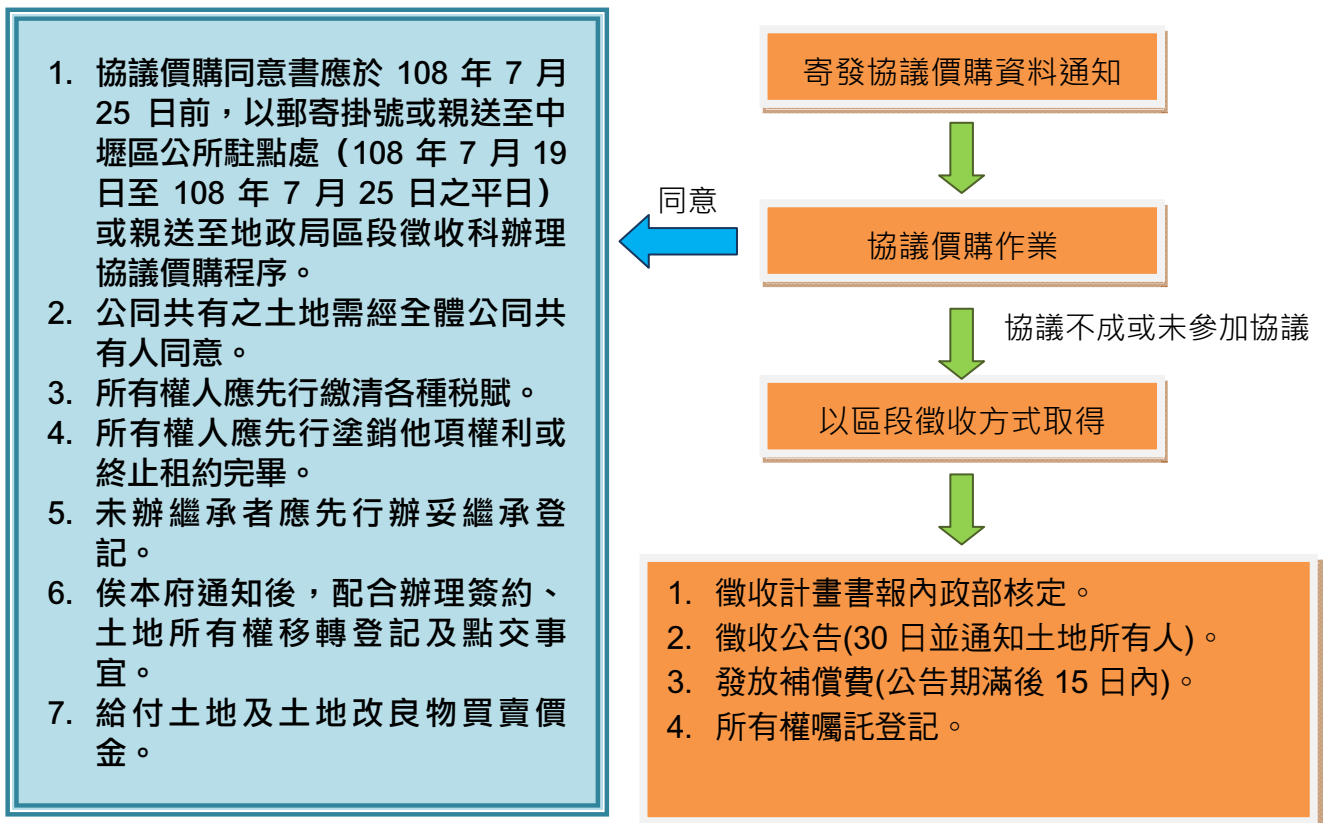 1. 協議價購同意書應於 108 年 7 月
25 日前，以郵寄掛號或親送至中
壢區公所駐點處（108 年 7 月 19
日至 108 年 7 月 25 日之平日）
或親送至地政局區段徵收科辦理
協議價購程序。
2. 公同共有之土地需經全體公同共
有人同意。
3. 所有權人應先行繳清各種稅賦。
4. 所有權人應先行塗銷他項權利或
終止租約完畢。
5. 未辦繼承者應先行辦妥繼承登
記。
6. 俟本府通知後，配合辦理簽約、
土地所有權移轉登記及點交事
宜。
7. 給付土地及土地改良物買賣價
金。
寄發協議價購資料通知
同意
協議價購作業
協議不成或未參加協議
以區段徵收方式取得
1. 徵收計畫書報內政部核定。
2. 徵收公告(30 日並通知土地所有人)。
3. 發放補償費(公告期滿後 15 日內)。
4. 所有權囑託登記。